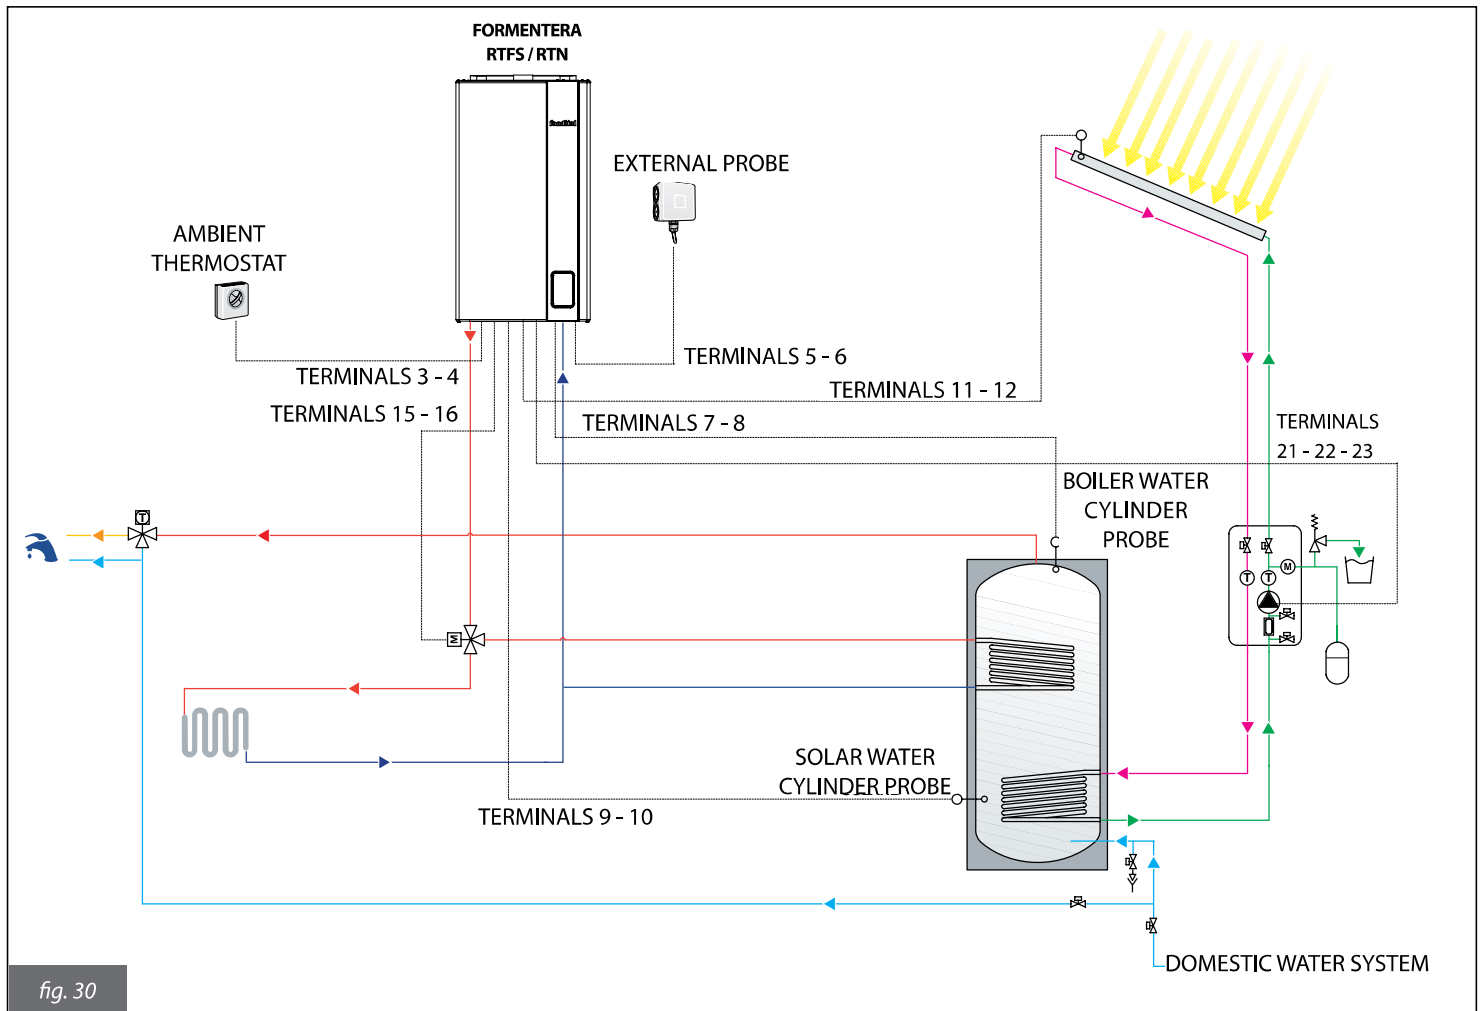 FORMENTERA
RTFS / RTN
EXTERNAL PROBE
AMBIENT
THERMOSTAT
TERMINALS 5 - 6
TERMINALS 3 - 4
TERMINALS 11 - 12
TERMINALS 15 - 16
TERMINALS 7 - 8
TERMINALS
21 - 22 - 23
BOILER WATER
CYLINDER
PROBE
T
M
T
T
M
SOLAR WATER
CYLINDER PROBE
TERMINALS 9 - 10
DOMESTIC WATER SYSTEM
fig. 30